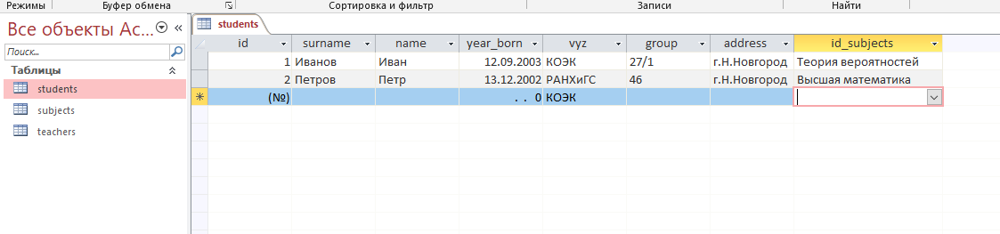 Режимы Буфер обмена Сортировка и фильтр Записи Найти
Все объекты Ac... «
Поиск...
Таблицы
students
subjects
teachers
students
id surname name year_born vyz group address id_subjects
1 Иванов Иван 12.09.2003 КОЭК 27/1 г.Н.Новгород Теория вероятностей
2 Петров Петр 13.12.2002 РАНХиГС 46 г.Н.Новгород Высшая математика
* (№) . . 0 КОЭК